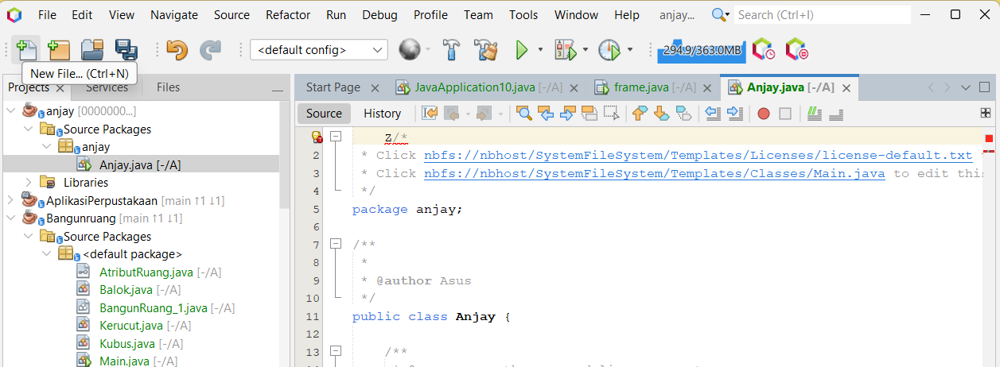 File Edit View Navigate Source Refactor Run Debug Profile Team Tools Window Help anjay... Search (Ctrl+I)
<default config> 294.9/363.0MB
New File... (Ctrl+N)
Projects Services Files
Start Page JavaApplication10.java [-/A] frame.java [-/A] Anjay.java [-/A]
Source History
anjay [0000000...]
Source Packages
anjay
Anjay.java [-/A]
Libraries
AplikasiPerpustakaan [main ↑1 ↓1]
Bangunruang [main ↑1 ↓1]
Source Packages
<default package>
AtributRuang.java [-/A]
Balok.java [-/A]
BangunRuang_1.java [-/A]
Kerucut.java [-/A]
Kubus.java [-/A]
Main.java [-/A]
Z/*
2 * Click nbfs://nbhost/SystemFileSystem/Templates/Licenses/license-default.txt
3 * Click nbfs://nbhost/SystemFileSystem/Templates/Classes/Main.java to edit this
4 */
5 package anjay;
6
7 /**
8 *
9 * @author Asus
10 */
11 public class Anjay {
12
13 /**